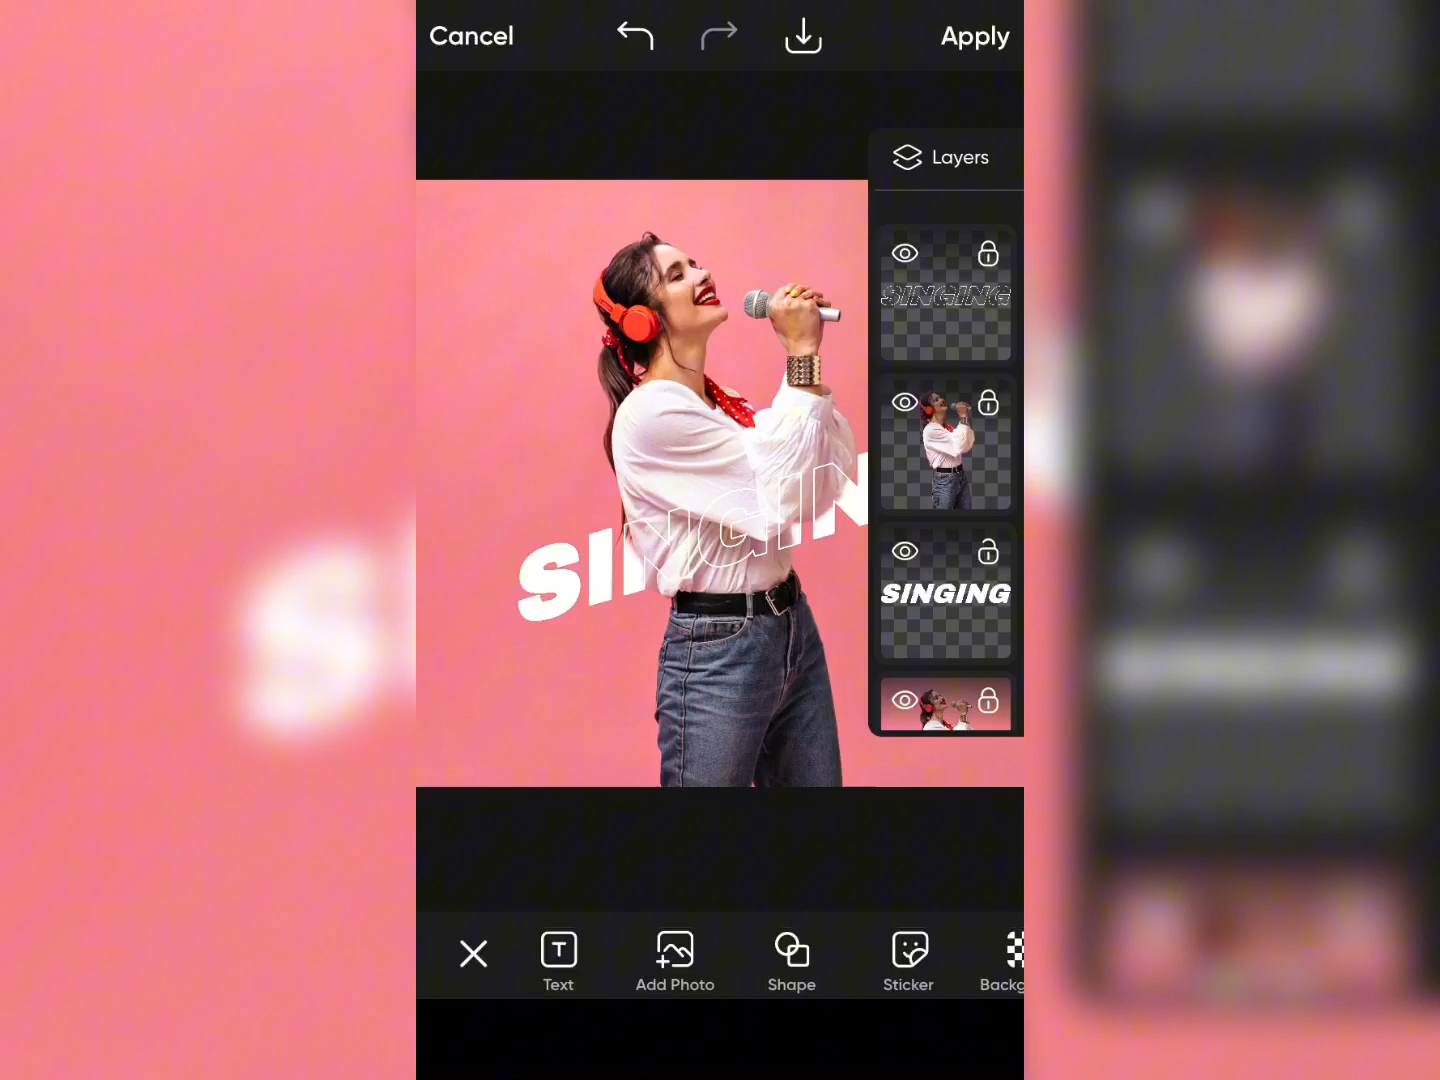 Cancel
Apply
Layers
SINGING
SINGIN
SINGING
Text
Add Photo
Shape
Sticker
Backg